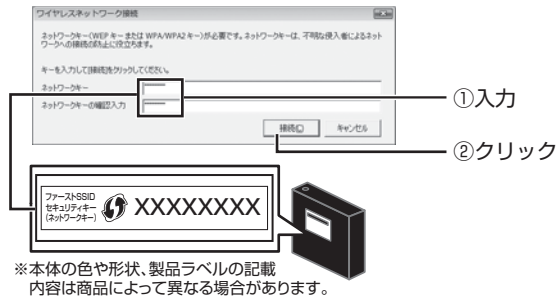 ワイヤレスネットワーク接続
ネットワークキー(WEP キーまたは WPA/WPA2 キー)が必要です。ネットワークキーは、不明な侵入者によるネット
ワークへの接続の防止に役立ちます。
キーを入力して[接続]をクリックしてください。
ネットワークキー
ネットワークキーの確認入力
①入力
接続(C)
キャンセル
②クリック
ファーストSSID
セキュリティキー
(ネットワークキー)
XXXXXXXX
※本体の色や形状、製品ラベルの記載
内容は商品によって異なる場合があります。